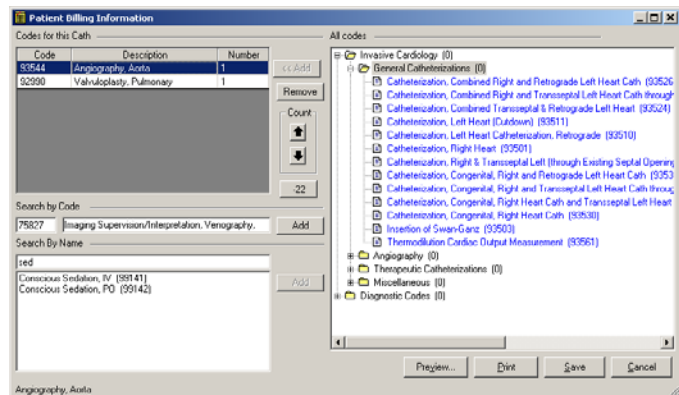 Patient Billing Information
Codes for this Cath
Code Description Number
93544 Angiography, Aorta 1
92990 Valvuloplasty, Pulmonary 1
<< Add
Remove
Count
-22
Search by Code
75827 Imaging Supervision/Interpretation, Venography,
Add
Search By Name
sed
Conscious Sedation, IV (99141)
Conscious Sedation, PO (99142)
Add
All codes
Invasive Cardiology (0)
General Catheterizations (0)
Catheterization, Combined Right and Retrograde Left Heart Cath (93526
Catheterization, Combined Right and Transseptal Left Heart Cath through
Catheterization, Combined Transseptal & Retrograde Left Heart (93524)
Catheterization, Left Heart (Cutdown) (93511)
Catheterization, Left Heart Catheterization, Retrograde (93510)
Catheterization, Right Heart (93501)
Catheterization, Right & Transseptal Left (through Existing Septal Opening
Catheterization, Congenital, Right and Retrograde Left Heart Cath (9353
Catheterization, Congenital, Right and Transseptal Left Heart Cath throug
Catheterization, Congenital, Right Heart Cath and Transseptal Left Heart
Catheterization, Congenital, Right Heart Cath (93530)
Insertion of Swan-Ganz (93503)
Thermodilution Cardiac Output Measurement (93561)
Angiography (0)
Therapeutic Catheterizations (0)
Miscellaneous (0)
Diagnostic Codes (0)
Preview... Print Save Cancel
Angiography, Aorta